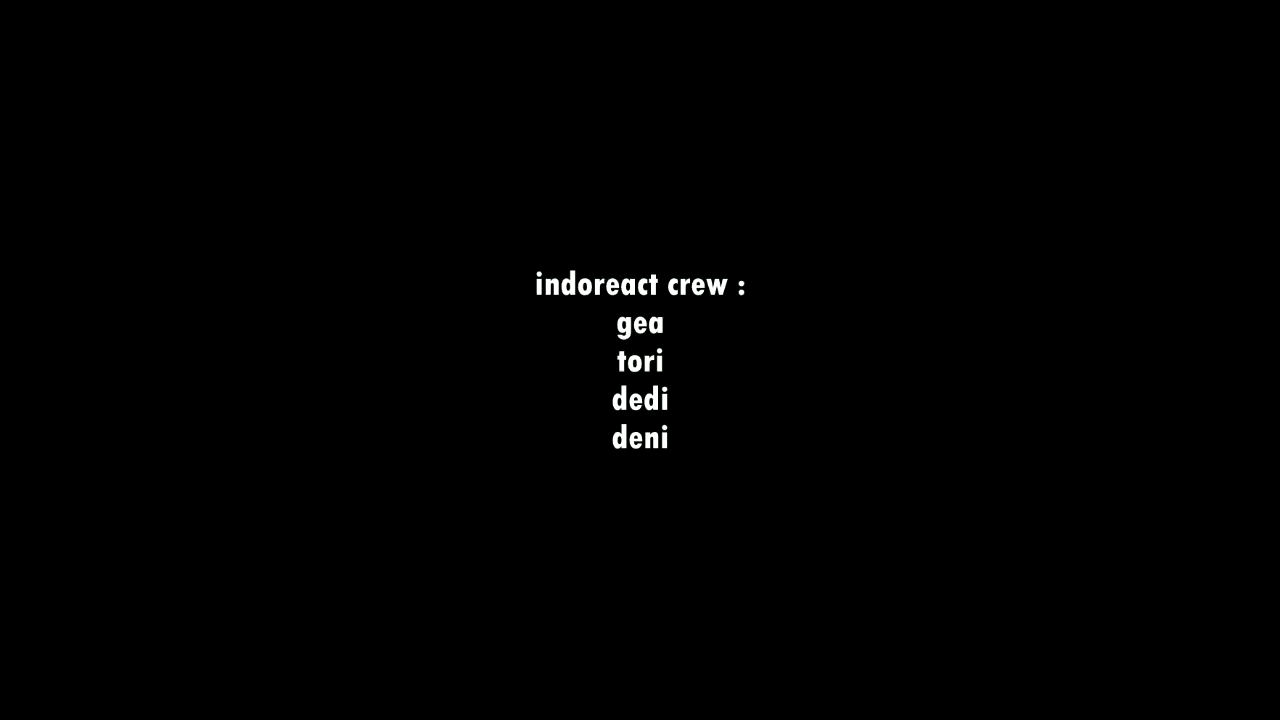 indoreact crew :
gea
tori
dedi
deni